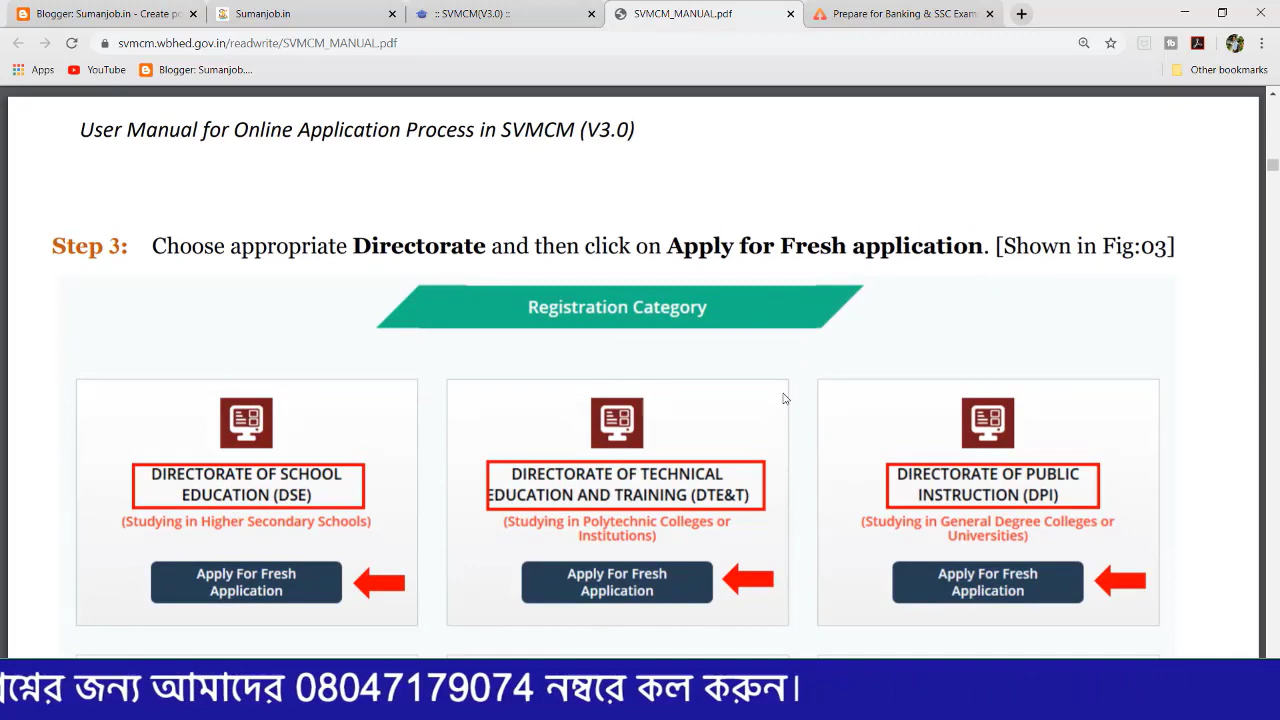 Blogger: Sumanjob.in - Create po
Sumanjob.in
:: SVMCM(V3.0) ::
SVMCM_MANUAL.pdf
Prepare for Banking & SSC Exam
svmcm.wbhed.gov.in/readwrite/SVMCM_MANUAL.pdf
Apps
YouTube
Blogger: Sumanjob....
Other bookmarks
User Manual for Online Application Process in SVMCM (V3.0)
Step 3: Choose appropriate Directorate and then click on Apply for Fresh application. [Shown in Fig:03]
Registration Category
DIRECTORATE OF SCHOOL
EDUCATION (DSE)
(Studying in Higher Secondary Schools)
Apply For Fresh
Application
DIRECTORATE OF TECHNICAL
EDUCATION AND TRAINING (DTE&T)
(Studying in Polytechnic Colleges or
Institutions)
Apply For Fresh
Application
DIRECTORATE OF PUBLIC
INSTRUCTION (DPI)
(Studying in General Degree Colleges or
Universities)
Apply For Fresh
Application
জন্য আমাদের 08047179074 নম্বরে কল করুন।